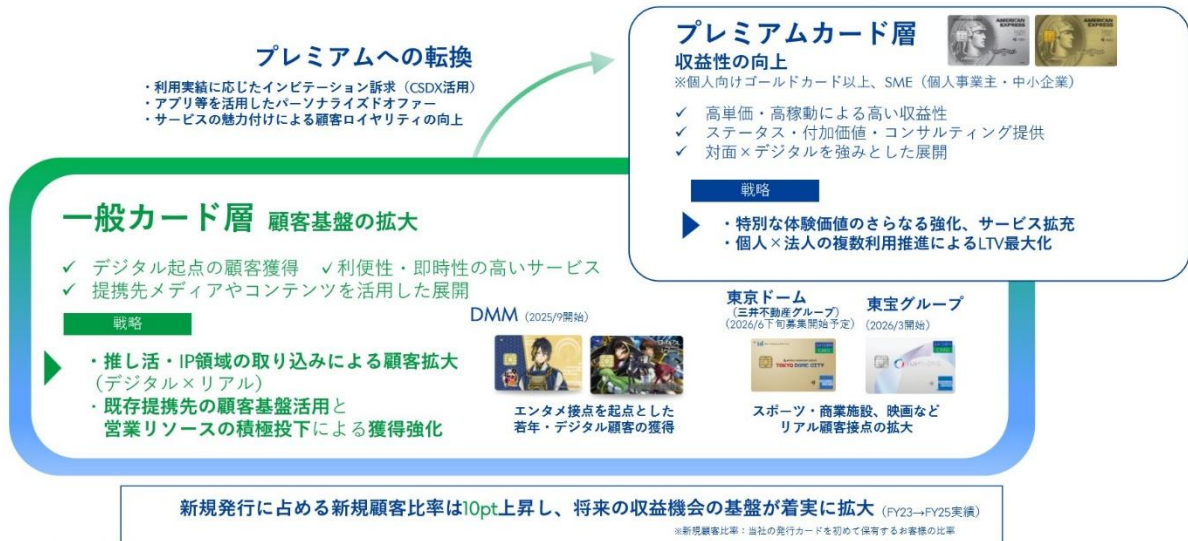 プレミアムへの転換
・利用実績に応じたインビテーション訴求（CSDX活用）
・アプリ等を活用したパーソナライズドオファー
・サービスの魅力付けによる顧客ロイヤリティの向上
プレミアムカード層
収益性の向上
※個人向けゴールドカード以上、SME（個人事業主・中小企業）
AMERICAN EXPRESS
AMERICAN EXPRESS
✓ 高単価・高稼動による高い収益性
✓ ステータス・付加価値・コンサルティング提供
✓ 対面×デジタルを強みとした展開
戦略
・特別な体験価値のさらなる強化、サービス拡充
・個人×法人の複数利用推進によるLTV最大化
一般カード層 顧客基盤の拡大
✓ デジタル起点の顧客獲得 ✓利便性・即時性の高いサービス
✓ 提携先メディアやコンテンツを活用した展開
戦略
・推し活・IP領域の取り込みによる顧客拡大
（デジタル×リアル）
・既存提携先の顧客基盤活用と
営業リソースの積極投下による獲得強化
DMM（2025/9開始）
エンタメ接点を起点とした
若年・デジタル顧客の獲得
東京ドーム
（三井不動産グループ）
（2026/6下旬募集開始予定）
TOKYO DOME CITY
東宝グループ
（2026/3開始）
スポーツ・商業施設、映画など
リアル顧客接点の拡大
新規発行に占める新規顧客比率は10pt上昇し、将来の収益機会の基盤が着実に拡大（FY23→FY25実績）
※新規顧客比率：当社の発行カードを初めて保有するお客様の比率